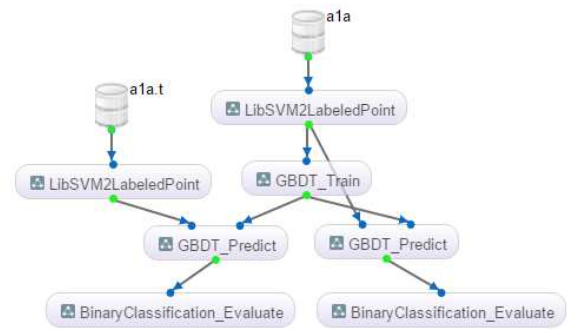 a1a
a1a.t
LibSVM2LabeledPoint
LibSVM2LabeledPoint
GBDT_Train
GBDT_Predict
GBDT_Predict
BinaryClassification_Evaluate
BinaryClassification_Evaluate